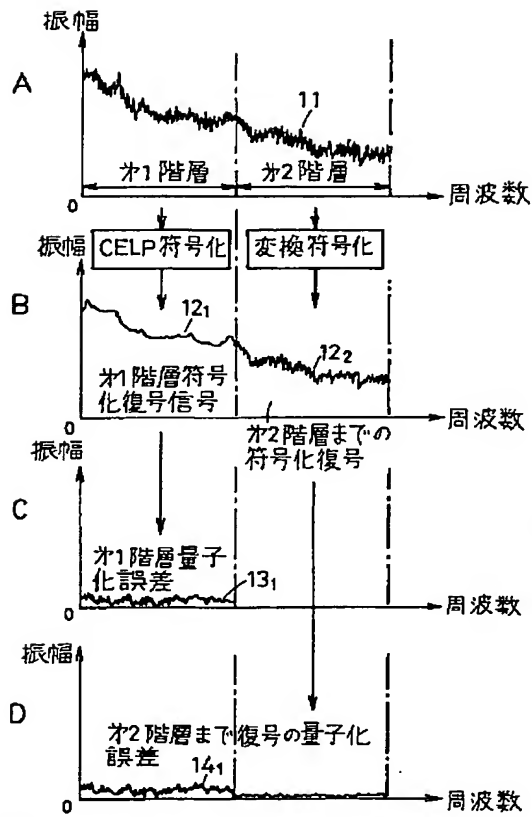 振幅
A
11
才1階層
才2階層
0
周波数
振幅
CELP符号化
変換符号化
B
12₁
12₂
才1階層符号
化復号信号
才2階層までの
符号化復号
0
周波数
振幅
C
才1階層量子
化誤差
13₁
0
周波数
振幅
D
才2階層まで復号の量子化
誤差
14₁
0
周波数